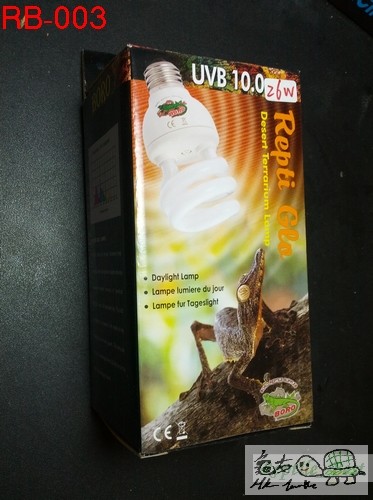 RB-003
UVB 10.0
26W
Repti Glo
Desert Terrarium Lamp
• Daylight Lamp
• Lampe lumiere du jour
• Lampe fur Tageslight
BORO
CE